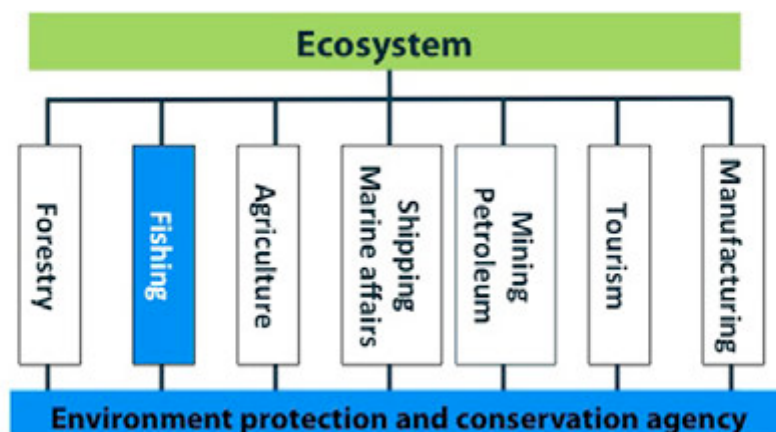 Ecosystem
Forestry
Fishing
Agriculture
Shipping
Marine affairs
Mining
Petroleum
Tourism
Manufacturing
Environment protection and conservation agency